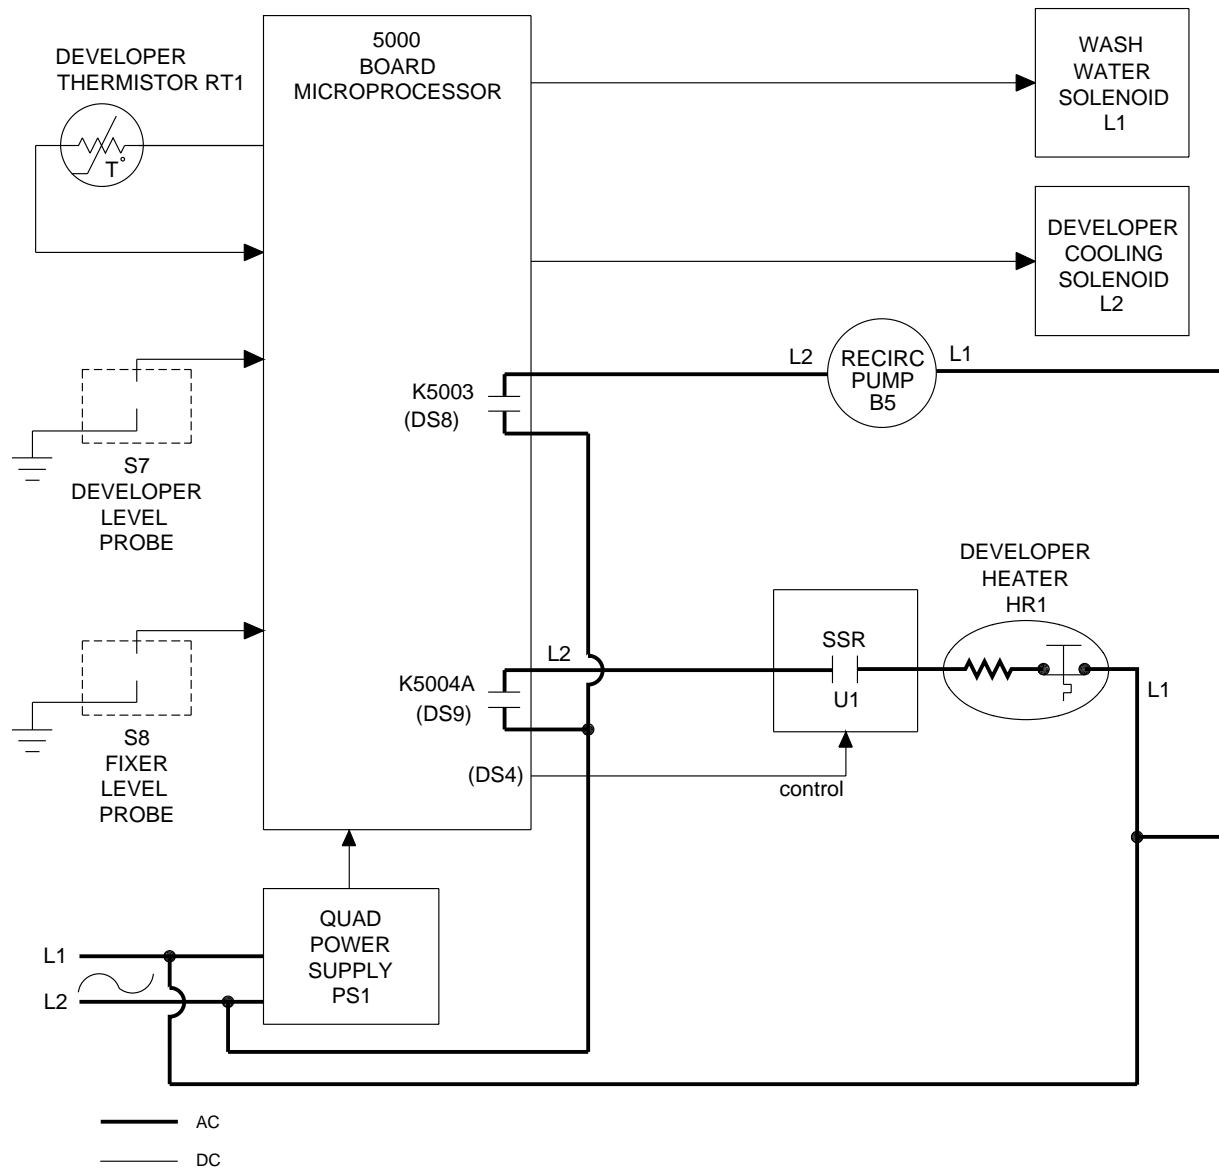 DEVELOPER
THERMISTOR RT1
T°
5000
BOARD
MICROPROCESSOR
WASH
WATER
SOLENOID
L1
DEVELOPER
COOLING
SOLENOID
L2
L2
RECIRC
PUMP
B5
L1
K5003
(DS8)
S7
DEVELOPER
LEVEL
PROBE
DEVELOPER
HEATER
HR1
SSR
U1
L2
L1
K5004A
(DS9)
(DS4)
control
S8
FIXER
LEVEL
PROBE
QUAD
POWER
SUPPLY
PS1
L1
L2
AC
DC